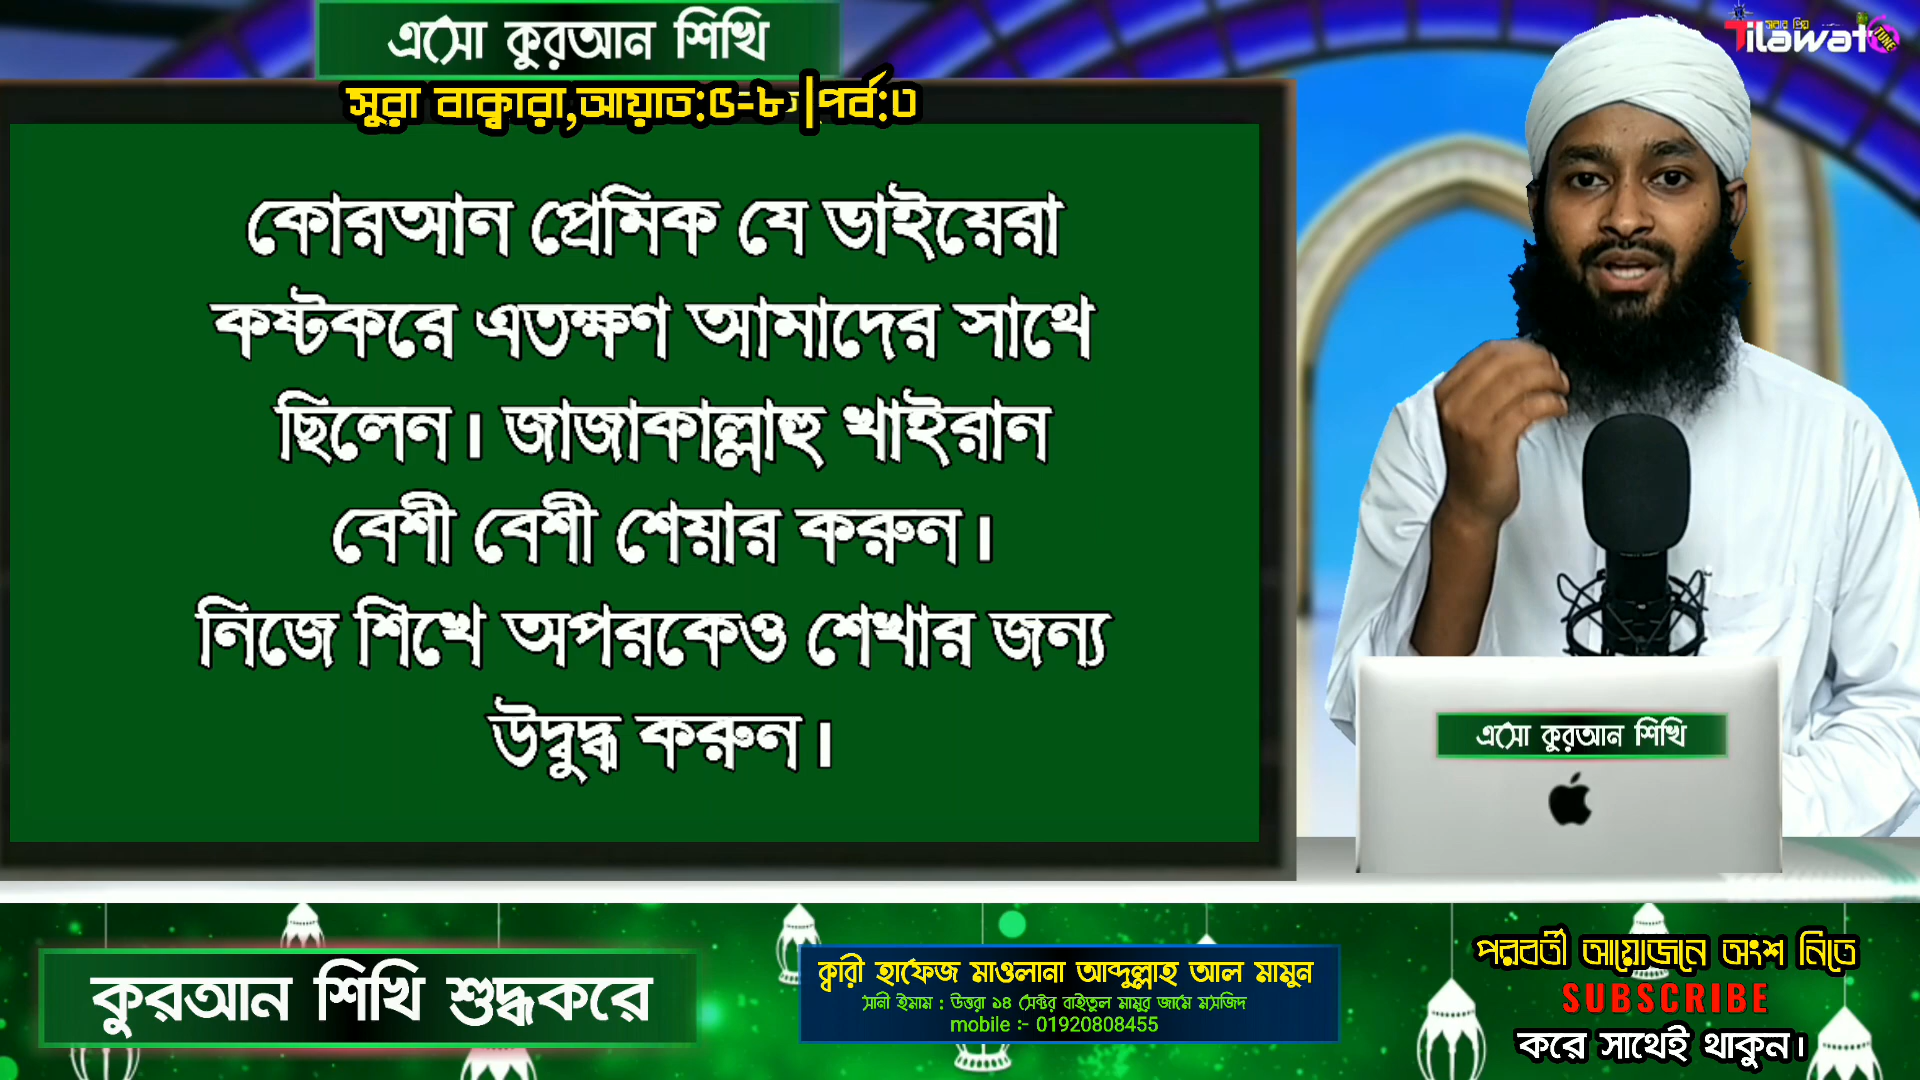 এসো কুরআন শিখি
সুরা বাক্বারা,আয়াত:৫-৮|পর্ব:৩
সবার প্রিয়
Tilawat TUNE
কোরআন প্রেমিক যে ভাইয়েরা
কষ্টকরে এতক্ষণ আমাদের সাথে
ছিলেন। জাজাকাল্লাহু খাইরান
বেশী বেশী শেয়ার করুন।
নিজে শিখে অপরকেও শেখার জন্য
উদ্বুদ্ধ করুন।
এসো কুরআন শিখি
কুরআন শিখি শুদ্ধকরে
ক্বারী হাফেজ মাওলানা আব্দুল্লাহ আল মামুন
সানী ইমাম : উত্তরা ১৪ সেক্টর বাইতুল মামুর জামে মসজিদ
mobile :- 01920808455
পরবর্তী আয়োজনে অংশ নিতে
SUBSCRIBE
করে সাথেই থাকুন।